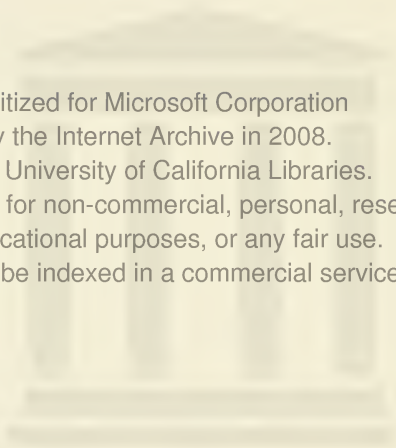 itized for Microsoft Corporation
y the Internet Archive in 2008.
University of California Libraries.
for non-commercial, personal, rese
cational purposes, or any fair use.
be indexed in a commercial service